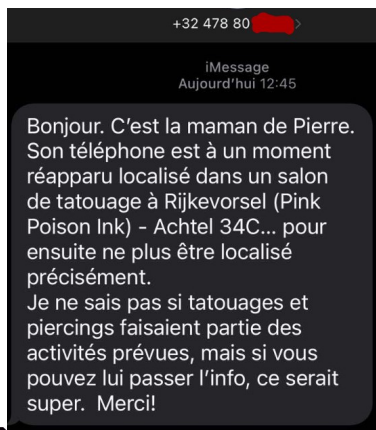 +32 478 80
iMessage
Aujourd'hui 12:45
Bonjour. C'est la maman de Pierre.
Son téléphone est à un moment
réapparu localisé dans un salon
de tatouage à Rijkevorsel (Pink
Poison Ink) - Achtel 34C... pour
ensuite ne plus être localisé
précisément.
Je ne sais pas si tatouages et
piercings faisaient partie des
activités prévues, mais si vous
pouvez lui passer l'info, ce serait
super. Merci!